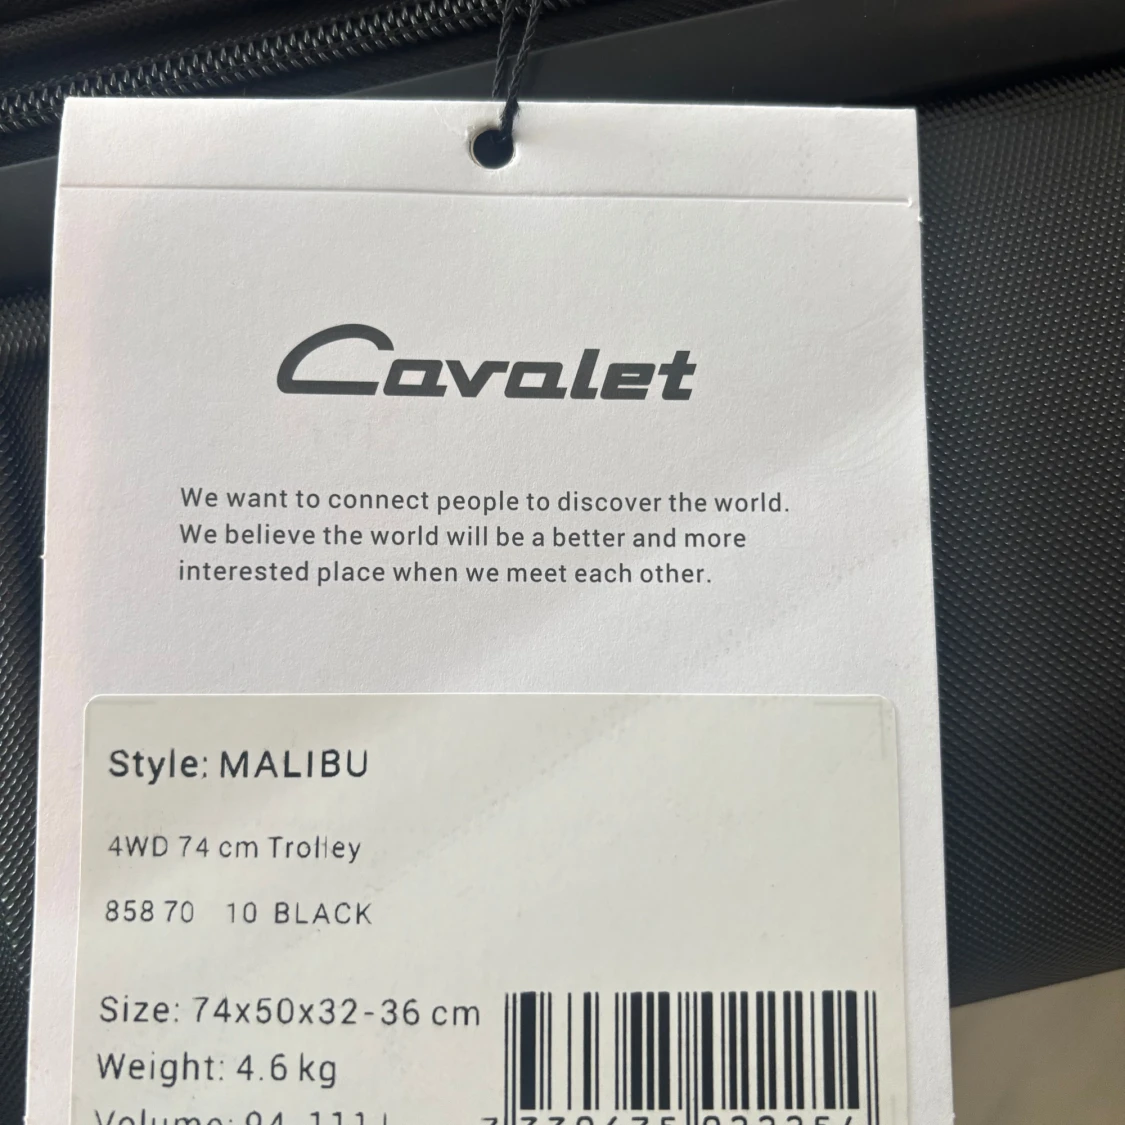 Cavalet
We want to connect people to discover the world.
We believe the world will be a better and more
interested place when we meet each other.
Style: MALIBU
4WD 74 cm Trolley
858 70 10 BLACK
Size: 74x50x32-36 cm
Weight: 4.6 kg